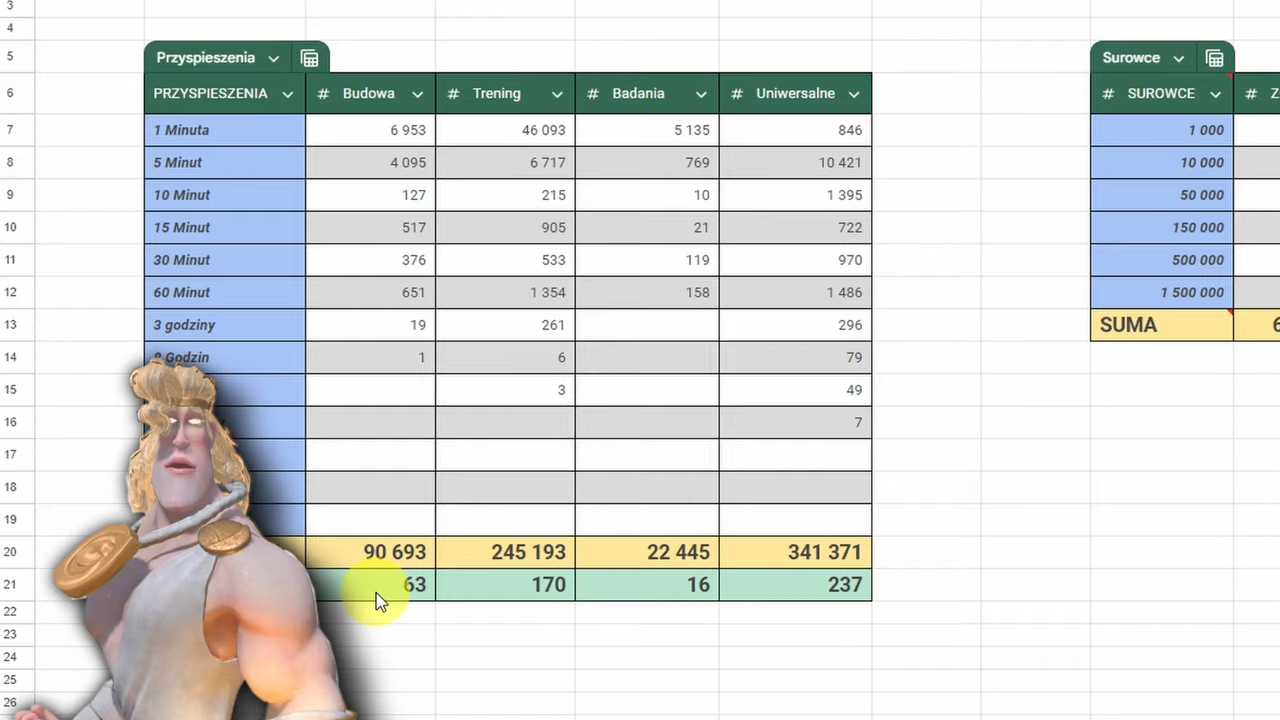 3
4
5 Przyspieszenia Surowce
6 PRZYSPIESZENIA # Budowa # Trening # Badania # Uniwersalne # SUROWCE #
7 1 Minuta 6 953 46 093 5 135 846 1 000
8 5 Minut 4 095 6 717 769 10 421 10 000
9 10 Minut 127 215 10 1 395 50 000
10 15 Minut 517 905 21 722 150 000
11 30 Minut 376 533 119 970 500 000
12 60 Minut 651 1 354 158 1 486 1 500 000
13 3 godziny 19 261 296 SUMA
14 8 Godzin 1 6 79
15 3 49
16 7
17
18
19
20 90 693 245 193 22 445 341 371
21 63 170 16 237
22
23
24
25
26